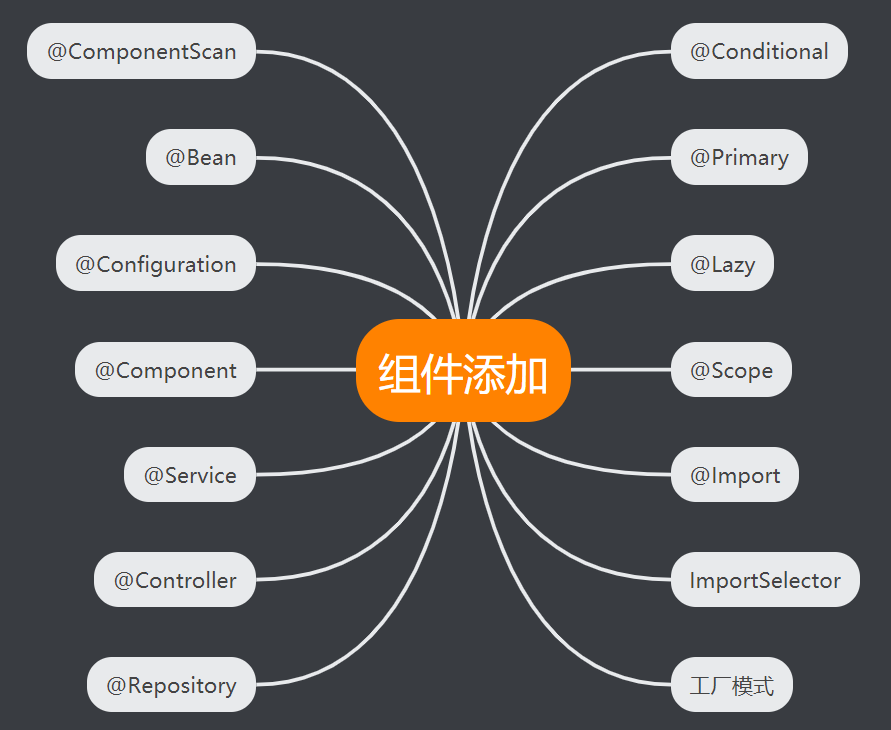 @ComponentScan
@Bean
@Configuration
@Component
@Service
@Controller
@Repository
组件添加
@Conditional
@Primary
@Lazy
@Scope
@Import
ImportSelector
工厂模式